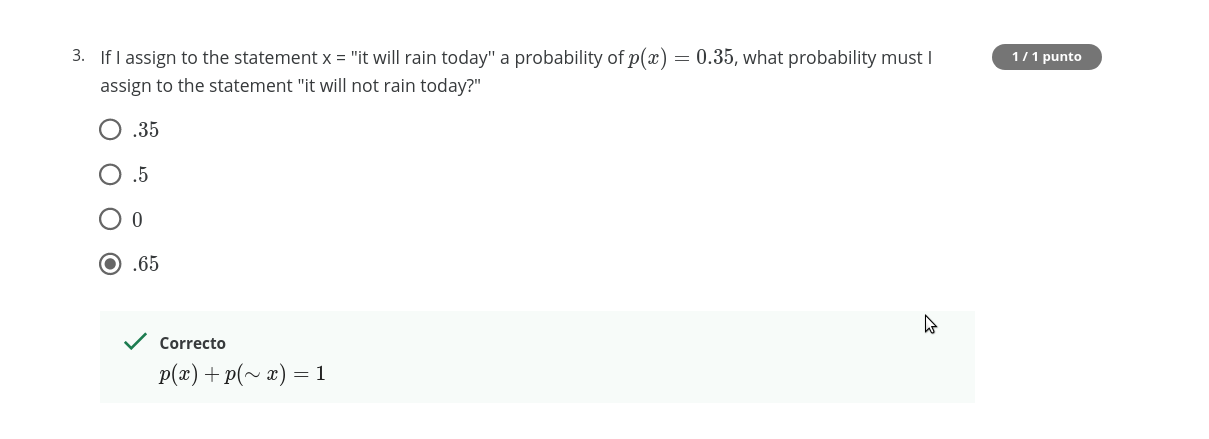 3. If I assign to the statement x = "it will rain today'' a probability of p(x) = 0.35, what probability must I
assign to the statement "it will not rain today?"
1 / 1 punto
.35
.5
0
.65
Correcto
p(x) + p(∼ x) = 1